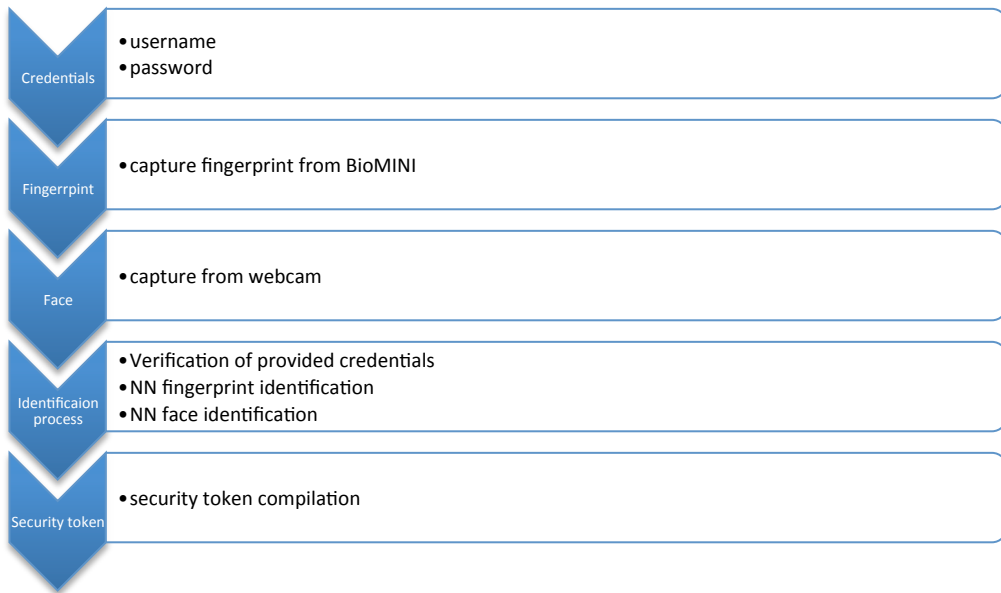 Credentials
•username
•password
Fingerrpint
•capture fingerprint from BioMINI
Face
•capture from webcam
Identificaion
process
•Verification of provided credentials
•NN fingerprint identification
•NN face identification
Security token
•security token compilation